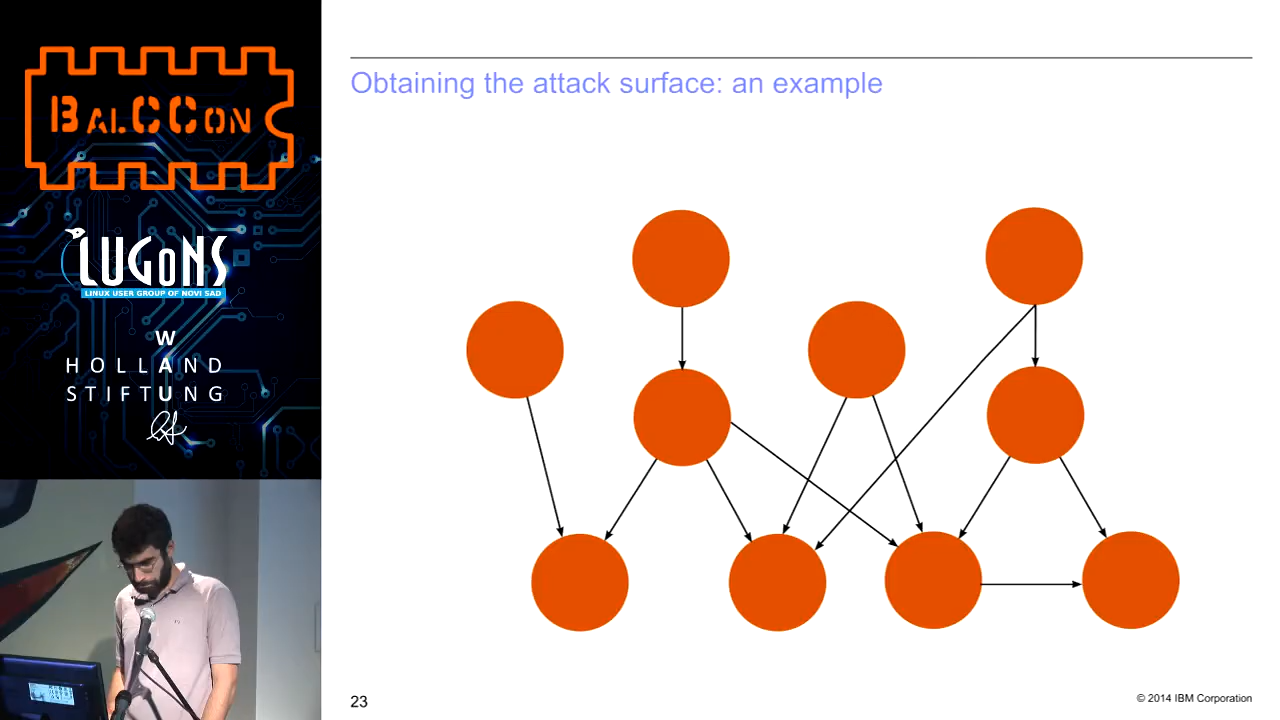 BALCCON
LUGONS
LINUX USER GROUP OF NOVI SAD
W
HOLLAND
STIFTUNG
Obtaining the attack surface: an example
23
© 2014 IBM Corporation